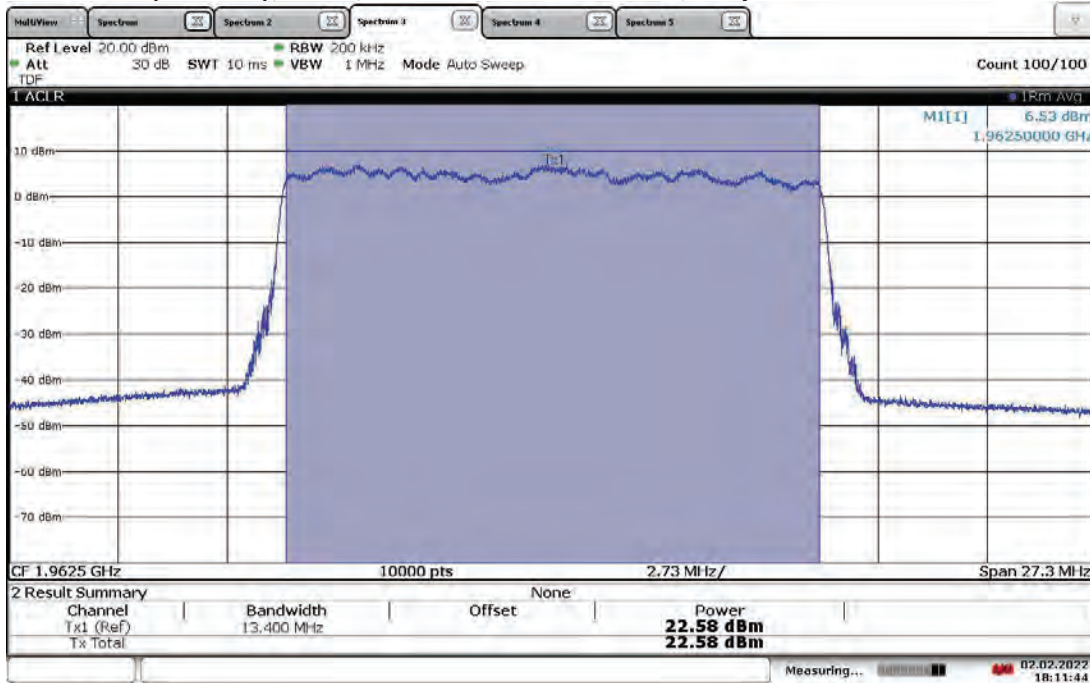 MultiView Spectrum Spectrum 2 Spectrum 3 Spectrum 4 Spectrum 5
Ref Level 20.00 dBm RBW 200 kHz
Att 30 dB SWT 10 ms VBW 1 MHz Mode Auto Sweep Count 100/100
TDF
1 ACLR 1Rm Avg
M1[1] 6.53 dBm
1.96250000 GHz
10 dBm
0 dBm
-10 dBm
-20 dBm
-30 dBm
-40 dBm
-50 dBm
-60 dBm
-70 dBm
CF 1.9625 GHz 10000 pts 2.73 MHz/ Span 27.3 MHz
2 Result Summary None
Channel Bandwidth Offset Power
Tx1 (Ref) 13.400 MHz 22.58 dBm
Tx Total 22.58 dBm
Measuring... 02.02.2022
18:11:44